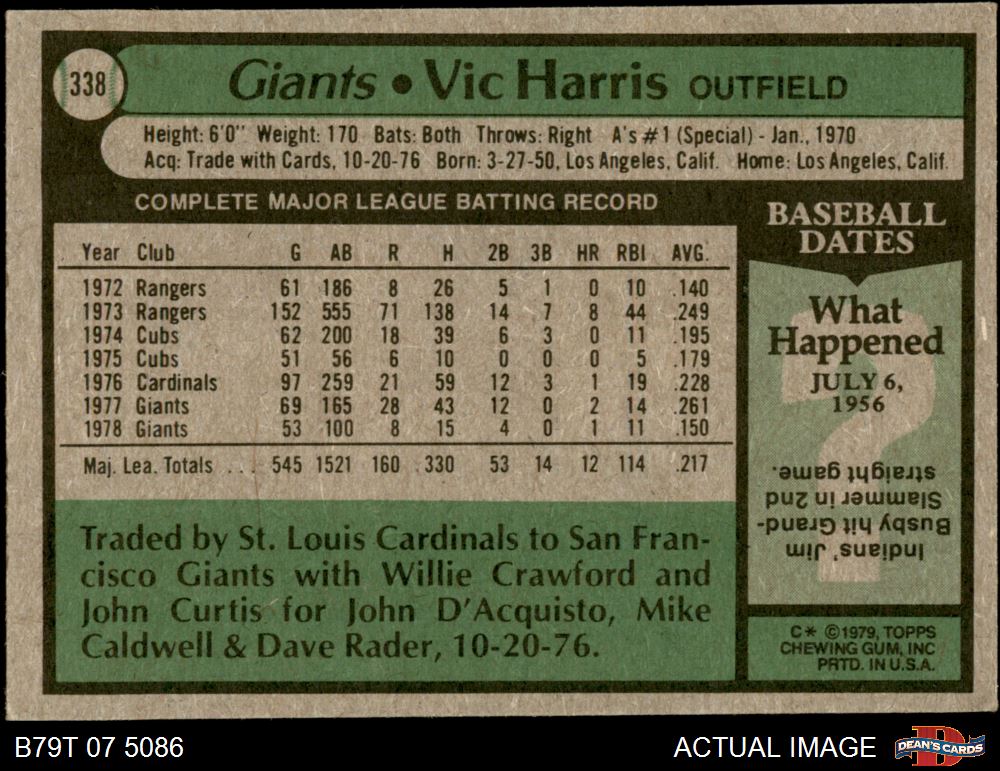 338
Giants • Vic Harris OUTFIELD
Height: 6'0" Weight: 170 Bats: Both Throws: Right A's #1 (Special) - Jan., 1970
Acq: Trade with Cards, 10-20-76 Born: 3-27-50, Los Angeles, Calif. Home: Los Angeles, Calif.
COMPLETE MAJOR LEAGUE BATTING RECORD
Year Club G AB R H 2B 3B HR RBI AVG.
1972 Rangers 61 186 8 26 5 1 0 10 .140
1973 Rangers 152 555 71 138 14 7 8 44 .249
1974 Cubs 62 200 18 39 6 3 0 11 .195
1975 Cubs 51 56 6 10 0 0 0 5 .179
1976 Cardinals 97 259 21 59 12 3 1 19 .228
1977 Giants 69 165 28 43 12 0 2 14 .261
1978 Giants 53 100 8 15 4 0 1 11 .150
Maj. Lea. Totals ... 545 1521 160 330 53 14 12 114 .217
Traded by St. Louis Cardinals to San Fran-
cisco Giants with Willie Crawford and
John Curtis for John D'Acquisto, Mike
Caldwell & Dave Rader, 10-20-76.
BASEBALL
DATES
What
Happened
JULY 6,
1956
?
Indians' Jim
Busby hit Grand-
Slammer in 2nd
straight game.
C* ©1979, TOPPS
CHEWING GUM, INC
PRTD. IN U.S.A.
B79T 07 5086
ACTUAL IMAGE
D
DEAN'S CARDS